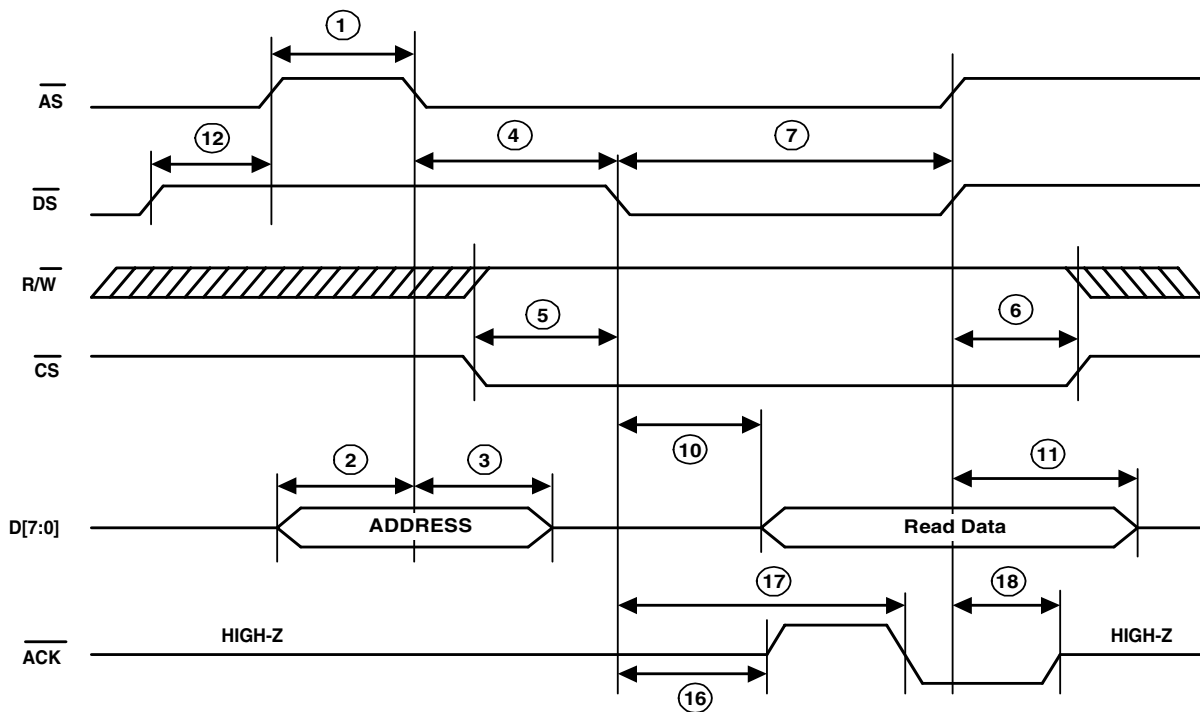 1
AS
12
4
7
DS
R/W
5
6
CS
10
2
3
11
D[7:0]
ADDRESS
Read Data
17
18
HIGH-Z
HIGH-Z
ACK
16